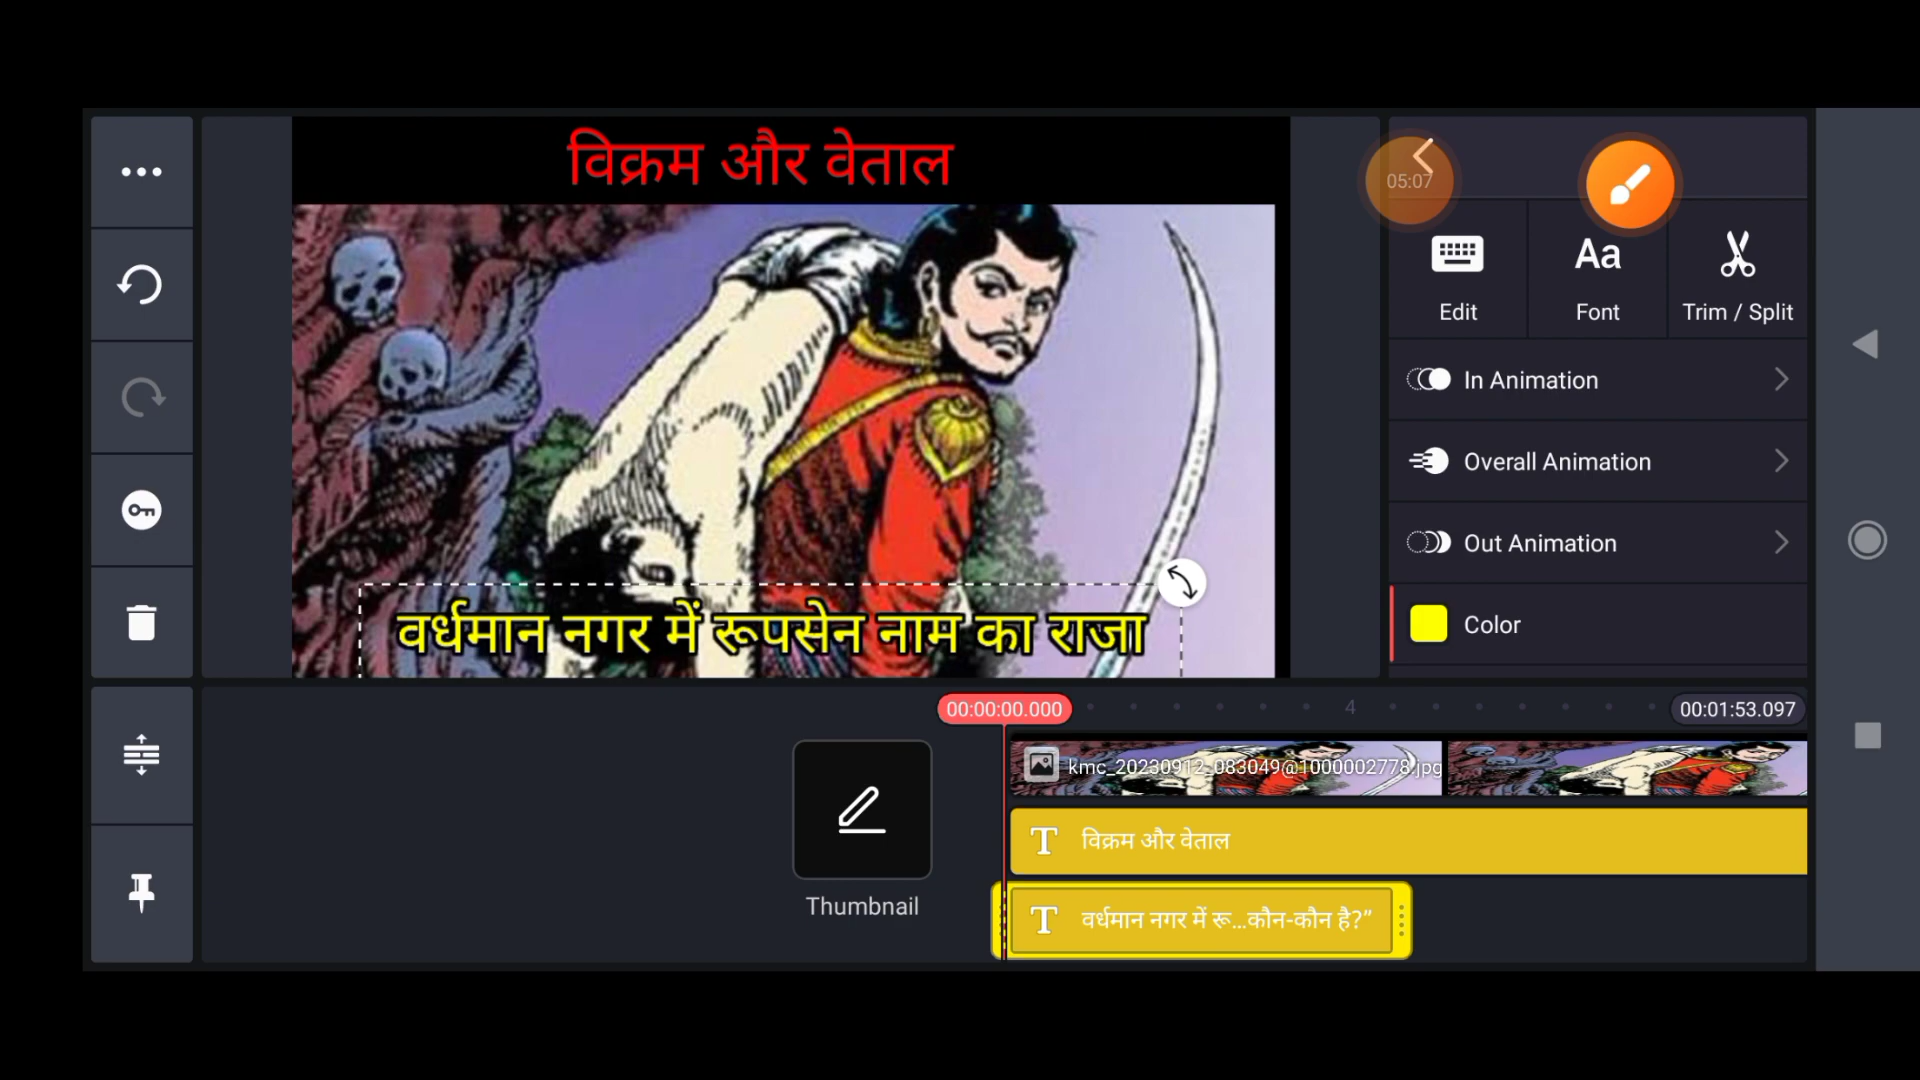 विक्रम और वेताल
05:07
Edit
Font
Trim / Split
In Animation
Overall Animation
Out Animation
Color
वर्धमान नगर में रूपसेन नाम का राजा
00:00:00.000
4
00:01:53.097
kmc_20230912_083049@1000002778.jpg
T विक्रम और वेताल
Thumbnail
T वर्धमान नगर में रू...कौन-कौन है?”